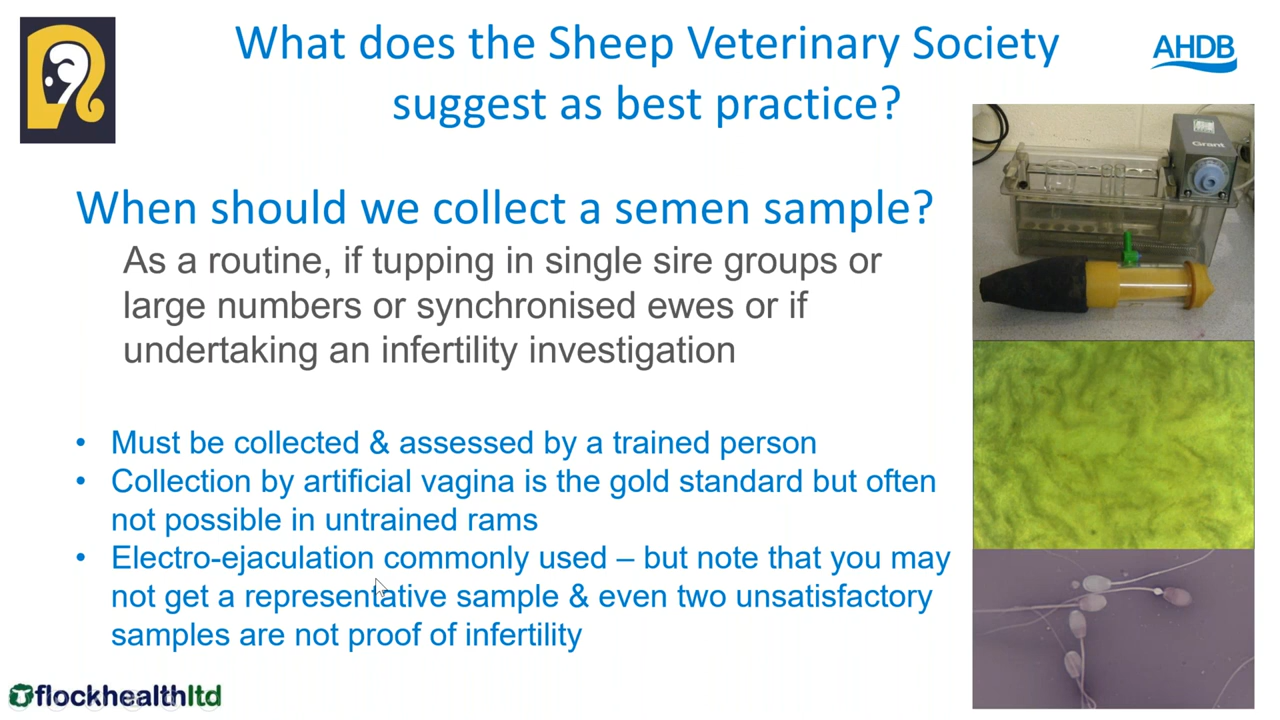 What does the Sheep Veterinary Society
suggest as best practice?
AHDB
Grant
When should we collect a semen sample?
As a routine, if tupping in single sire groups or
large numbers or synchronised ewes or if
undertaking an infertility investigation
• Must be collected & assessed by a trained person
• Collection by artificial vagina is the gold standard but often
not possible in untrained rams
• Electro-ejaculation commonly used – but note that you may
not get a representative sample & even two unsatisfactory
samples are not proof of infertility
flockhealthltd